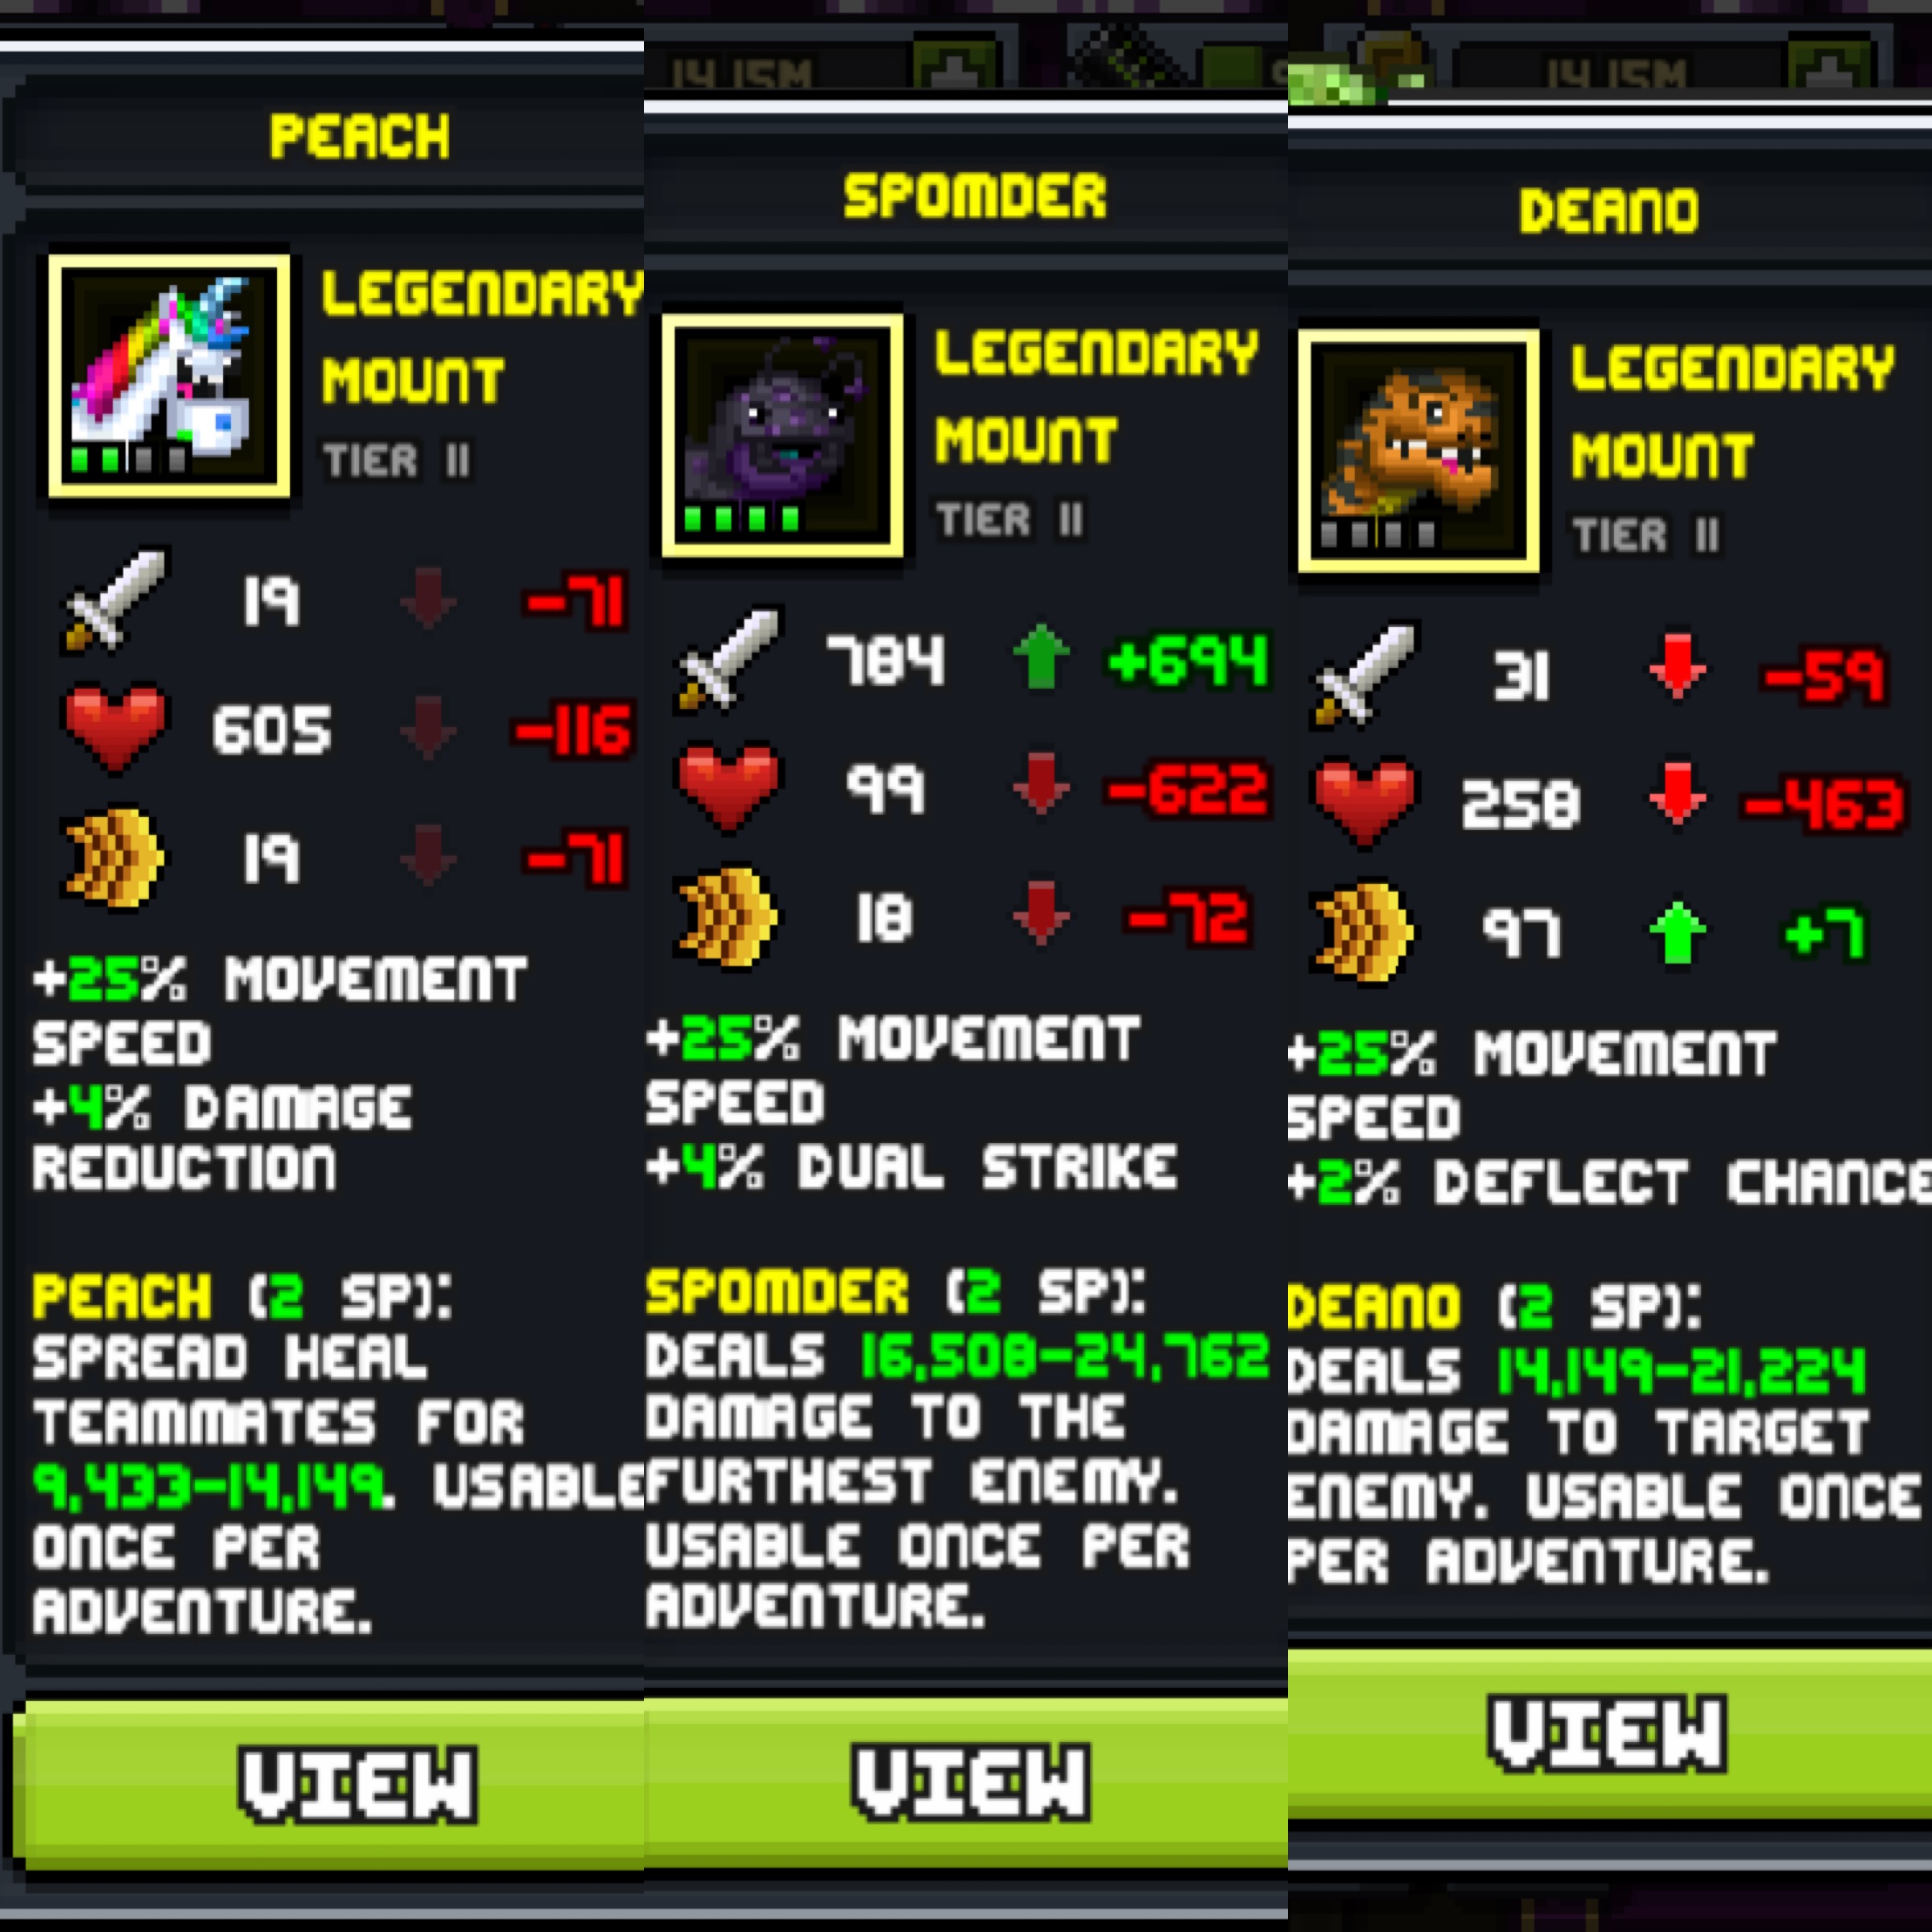 PEACH
LEGENDARY
MOUNT
TIER II
19 -71
605 -116
19 -71
+25% MOVEMENT
SPEED
+4% DAMAGE
REDUCTION
PEACH (2 SP):
SPREAD HEAL
TEAMMATES FOR
9,433-14,149. USABLE
ONCE PER
ADVENTURE.
VIEW
14.15M
SPOMDER
LEGENDARY
MOUNT
TIER II
784 +694
99 -622
18 -72
+25% MOVEMENT
SPEED
+4% DUAL STRIKE
SPOMDER (2 SP):
DEALS 16,508-24,762
DAMAGE TO THE
FURTHEST ENEMY.
USABLE ONCE PER
ADVENTURE.
VIEW
14.15M
DEANO
LEGENDARY
MOUNT
TIER II
31 -59
258 -463
97 +7
+25% MOVEMENT
SPEED
+2% DEFLECT CHANCE
DEANO (2 SP):
DEALS 14,149-21,224
DAMAGE TO TARGET
ENEMY. USABLE ONCE
PER ADVENTURE.
VIEW